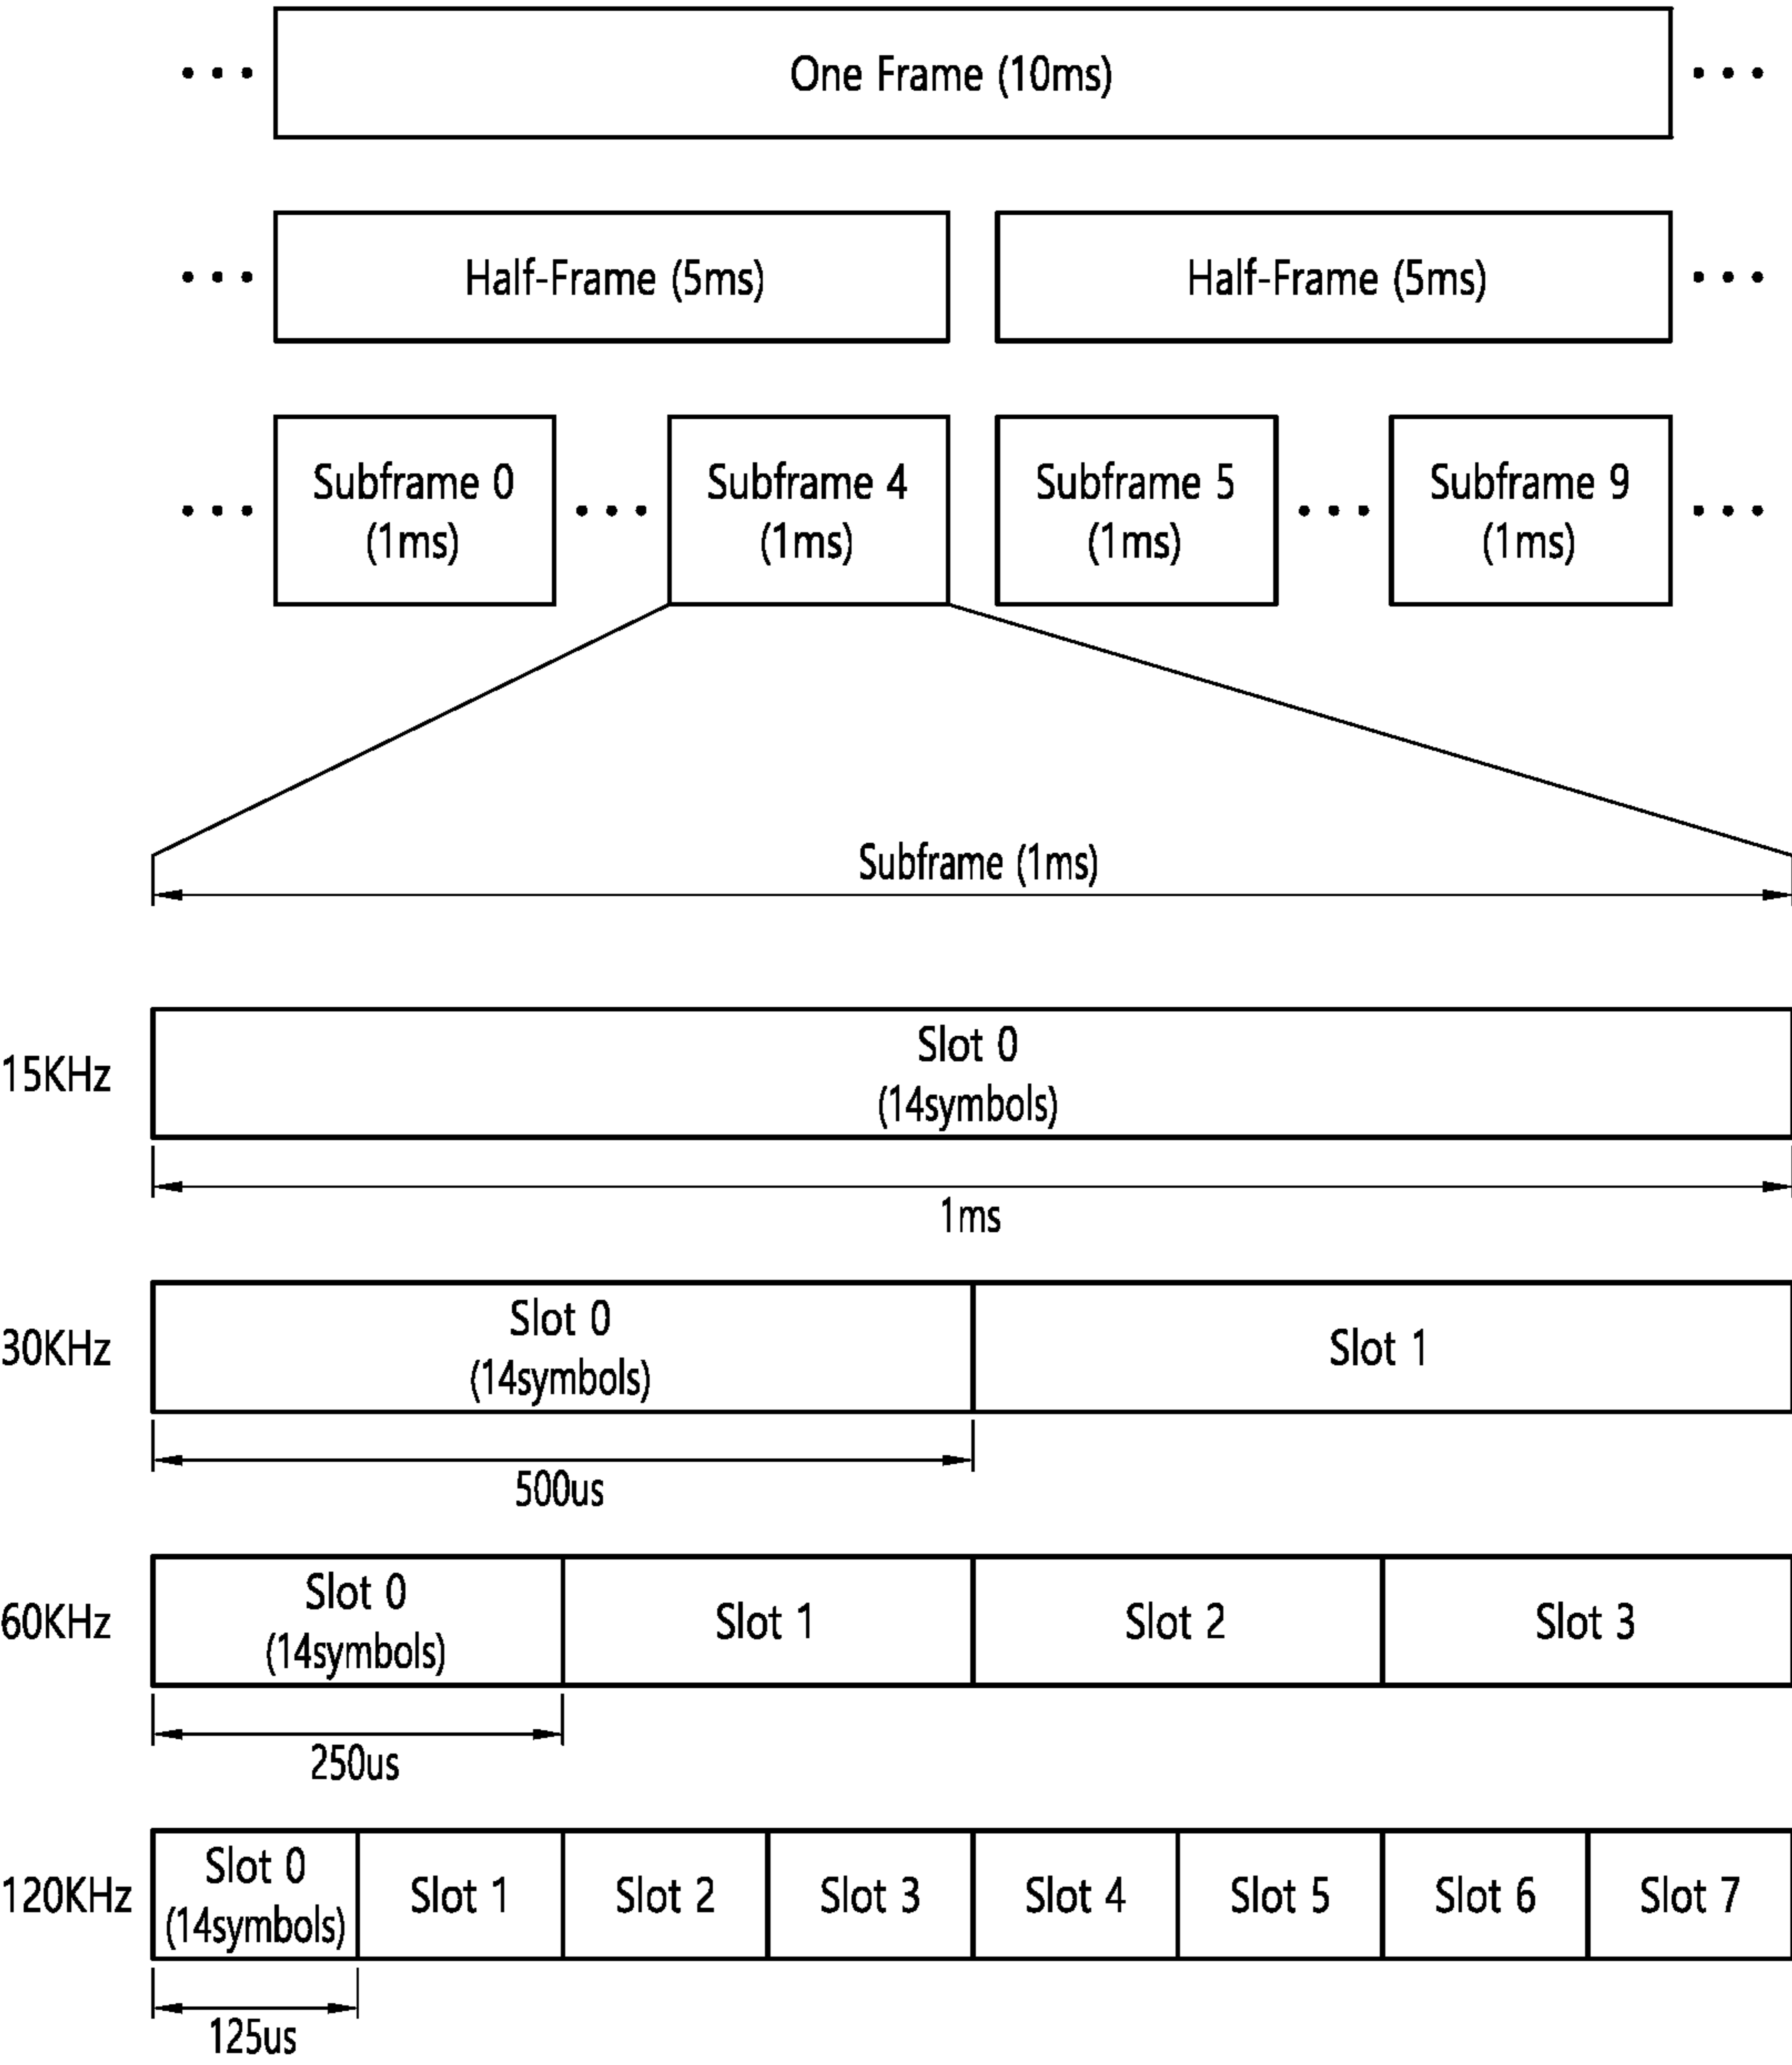 One Frame (10ms)
Half-Frame (5ms)
Half-Frame (5ms)
Subframe 0
(1ms)
Subframe 4
(1ms)
Subframe 5
(1ms)
Subframe 9
(1ms)
Subframe (1ms)
15KHz
Slot 0
(14symbols)
1ms
30KHz
Slot 0
(14symbols)
Slot 1
500us
60KHz
Slot 0
(14symbols)
Slot 1
Slot 2
Slot 3
250us
120KHz
Slot 0
(14symbols)
Slot 1
Slot 2
Slot 3
Slot 4
Slot 5
Slot 6
Slot 7
125us